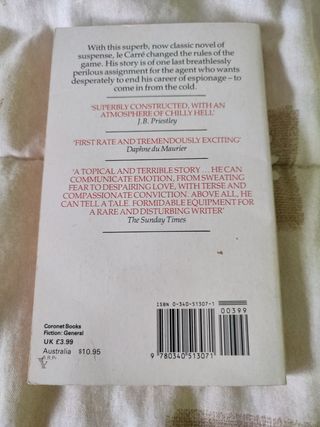 With this superb, now classic novel of
suspense, le Carré changed the rules of the
game. His story is of one last breathlessly
perilous assignment for the agent who wants
desperately to end his career of espionage – to
come in from the cold.
'SUPERBLY CONSTRUCTED, WITH AN
ATMOSPHERE OF CHILLY HELL'
J.B. Priestley
'FIRST RATE AND TREMENDOUSLY EXCITING'
Daphne du Maurier
'A TOPICAL AND TERRIBLE STORY . . . HE CAN
COMMUNICATE EMOTION, FROM SWEATING
FEAR TO DESPAIRING LOVE, WITH TERSE AND
COMPASSIONATE CONVICTION. ABOVE ALL, HE
CAN TELL A TALE. FORMIDABLE EQUIPMENT FOR
A RARE AND DISTURBING WRITER'
The Sunday Times
ISBN 0-340-51307-1
00399
9 780340 513071
Coronet Books
Fiction: General
UK £3.99
Australia $10.95